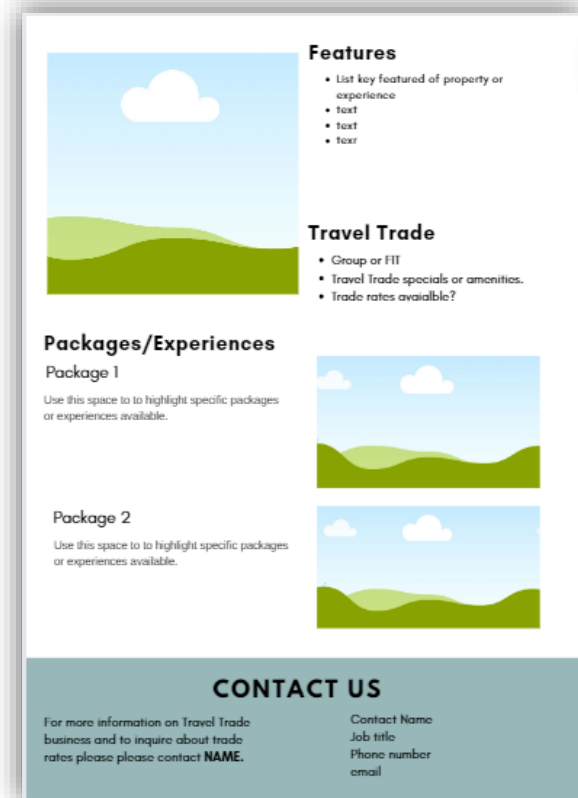 Features
• List key featured of property or
experience
• text
• text
• texr
Travel Trade
• Group or FIT
• Travel Trade specials or amenities.
• Trade rates avaialble?
Packages/Experiences
Package 1
Use this space to to highlight specific packages
or experiences available.
Package 2
Use this space to to highlight specific packages
or experiences available.
CONTACT US
For more information on Travel Trade
business and to inquire about trade
rates please please contact NAME.
Contact Name
Job title
Phone number
email